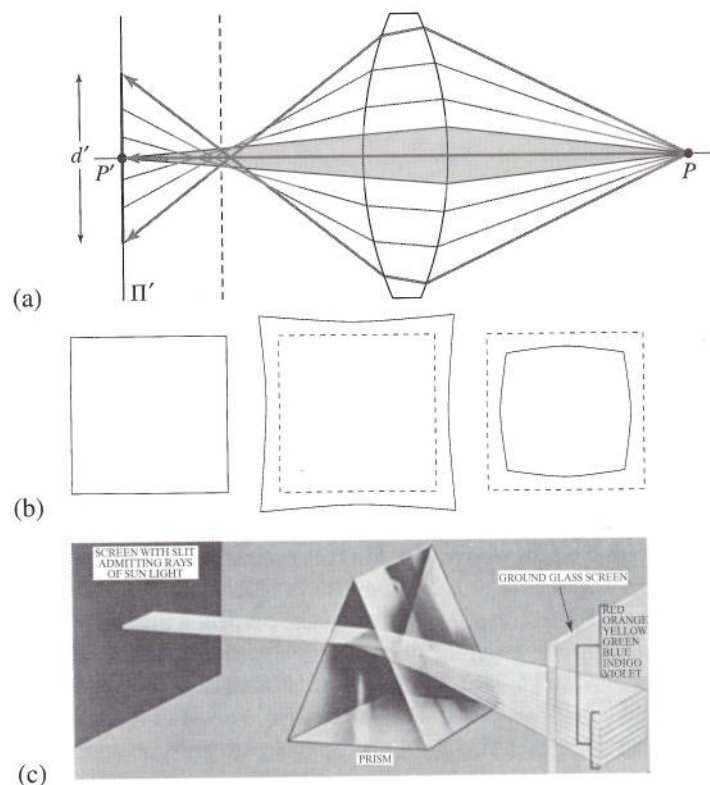 d′
P′
P
Π′
(a)
(b)
SCREEN WITH SLIT
ADMITTING RAYS
OF SUN LIGHT
GROUND GLASS SCREEN
RED
ORANGE
YELLOW
GREEN
BLUE
INDIGO
VIOLET
PRISM
(c)